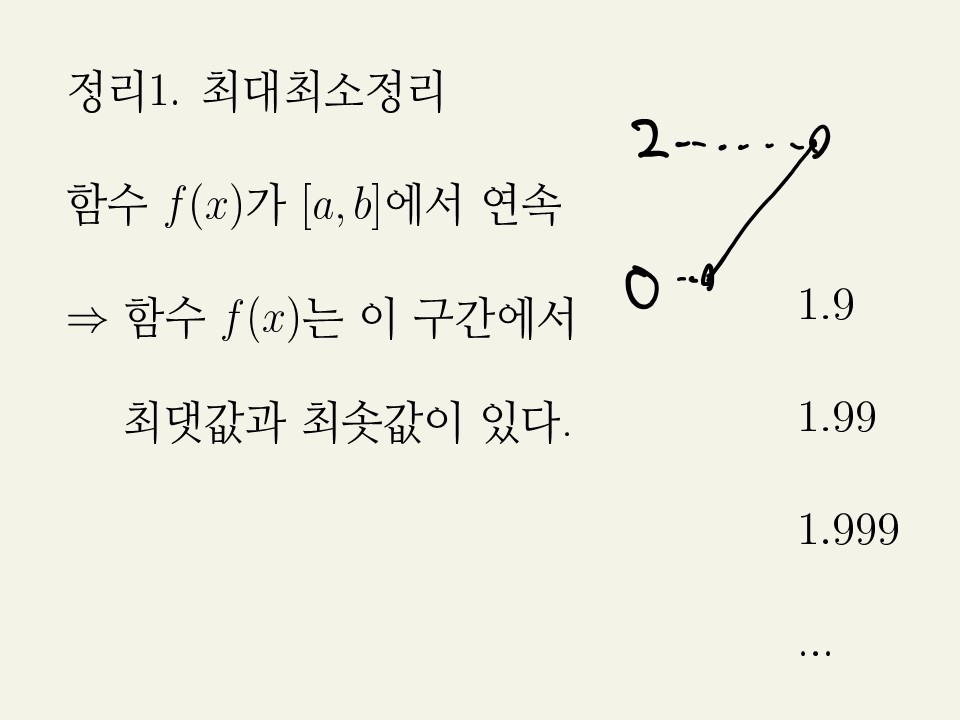 정리1. 최대최소정리
함수 f(x)가 [a, b]에서 연속
⇒ 함수 f(x)는 이 구간에서
최댓값과 최솟값이 있다.
2
0
1.9
1.99
1.999
...